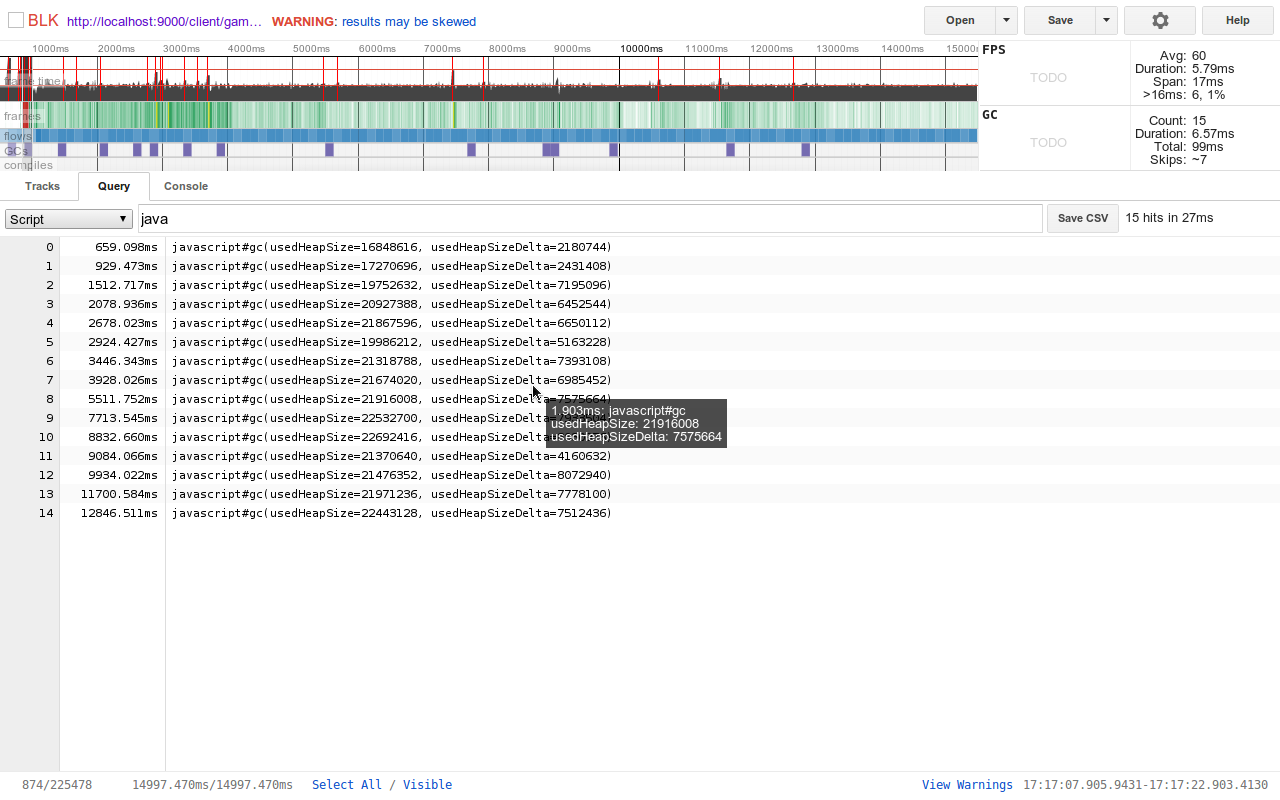 BLK http://localhost:9000/client/gam… WARNING: results may be skewed Open Save Help
1000ms 2000ms 3000ms 4000ms 5000ms 6000ms 7000ms 8000ms 9000ms 10000ms 11000ms 12000ms 13000ms 14000ms 15000
frame time
frames
flows
GCs
compiles
FPS
TODO
Avg: 60
Duration: 5.79ms
Span: 17ms
>16ms: 6, 1%
GC
TODO
Count: 15
Duration: 6.57ms
Total: 99ms
Skips: ~7
Tracks Query Console
Script java Save CSV 15 hits in 27ms
0 659.098ms javascript#gc(usedHeapSize=16848616, usedHeapSizeDelta=2180744)
1 929.473ms javascript#gc(usedHeapSize=17270696, usedHeapSizeDelta=2431408)
2 1512.717ms javascript#gc(usedHeapSize=19752632, usedHeapSizeDelta=7195096)
3 2078.936ms javascript#gc(usedHeapSize=20927388, usedHeapSizeDelta=6452544)
4 2678.023ms javascript#gc(usedHeapSize=21867596, usedHeapSizeDelta=6650112)
5 2924.427ms javascript#gc(usedHeapSize=19986212, usedHeapSizeDelta=5163228)
6 3446.343ms javascript#gc(usedHeapSize=21318788, usedHeapSizeDelta=7393108)
7 3928.026ms javascript#gc(usedHeapSize=21674020, usedHeapSizeDelta=6985452)
8 5511.752ms javascript#gc(usedHeapSize=21916008, usedHeapSizeDelta=7575664)
9 7713.545ms javascript#gc(usedHeapSize=22532700,
10 8832.660ms javascript#gc(usedHeapSize=22692416,
11 9084.066ms javascript#gc(usedHeapSize=21370640, usedHeapSizeDelta=4160632)
12 9934.022ms javascript#gc(usedHeapSize=21476352, usedHeapSizeDelta=8072940)
13 11700.584ms javascript#gc(usedHeapSize=21971236, usedHeapSizeDelta=7778100)
14 12846.511ms javascript#gc(usedHeapSize=22443128, usedHeapSizeDelta=7512436)
1.903ms: javascript#gc
usedHeapSize: 21916008
usedHeapSizeDelta: 7575664
874/225478 14997.470ms/14997.470ms Select All / Visible View Warnings 17:17:07.905.9431-17:17:22.903.4130